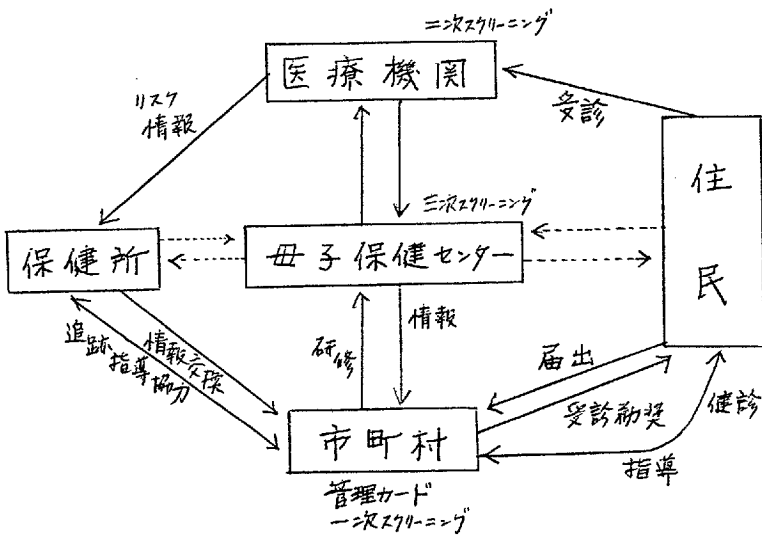 二次スクリーニング
医療機関
リスク
情報
受診
住民
三次スクリーニング
保健所
母子保健センター
情報
研修
情報交換
追跡
指導協力
届出
受診勧奨
健診
指導
市町村
管理カード
一次スクリーニング